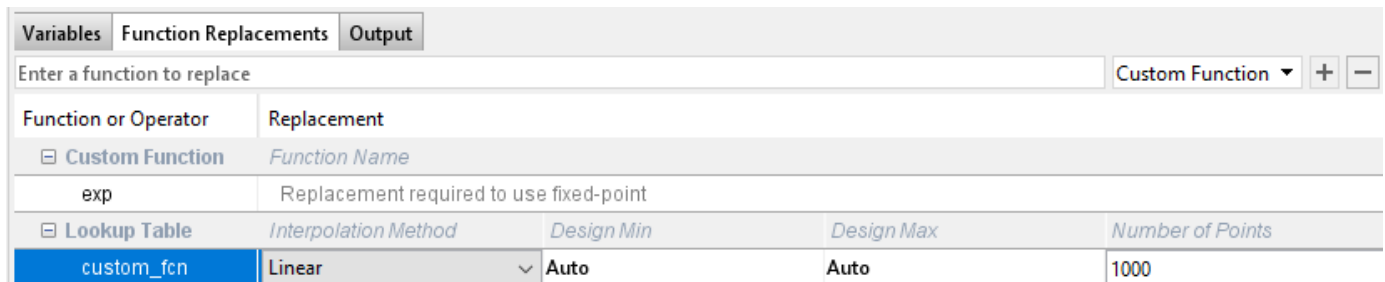 Variables Function Replacements Output
Enter a function to replace Custom Function
Function or Operator Replacement
Custom Function Function Name
exp Replacement required to use fixed-point
Lookup Table Interpolation Method Design Min Design Max Number of Points
custom_fcn Linear Auto Auto 1000